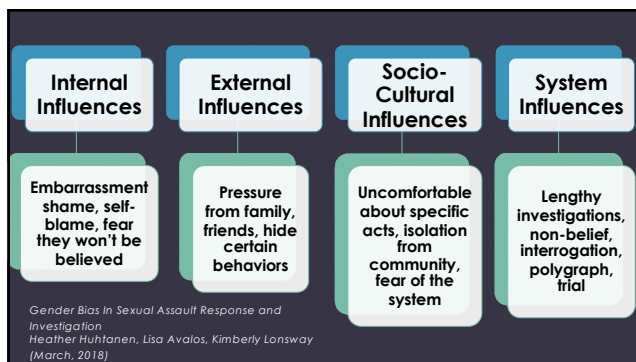 Internal
Influences
External
Influences
Socio-
Cultural
Influences
System
Influences
Embarrassment
shame, self-
blame, fear
they won't be
believed
Pressure
from family,
friends, hide
certain
behaviors
Uncomfortable
about specific
acts, isolation
from
community,
fear of the
system
Lengthy
investigations,
non-belief,
interrogation,
polygraph,
trial
Gender Bias In Sexual Assault Response and
Investigation
Heather Huhtanen, Lisa Avalos, Kimberly Lonsway
(March, 2018)